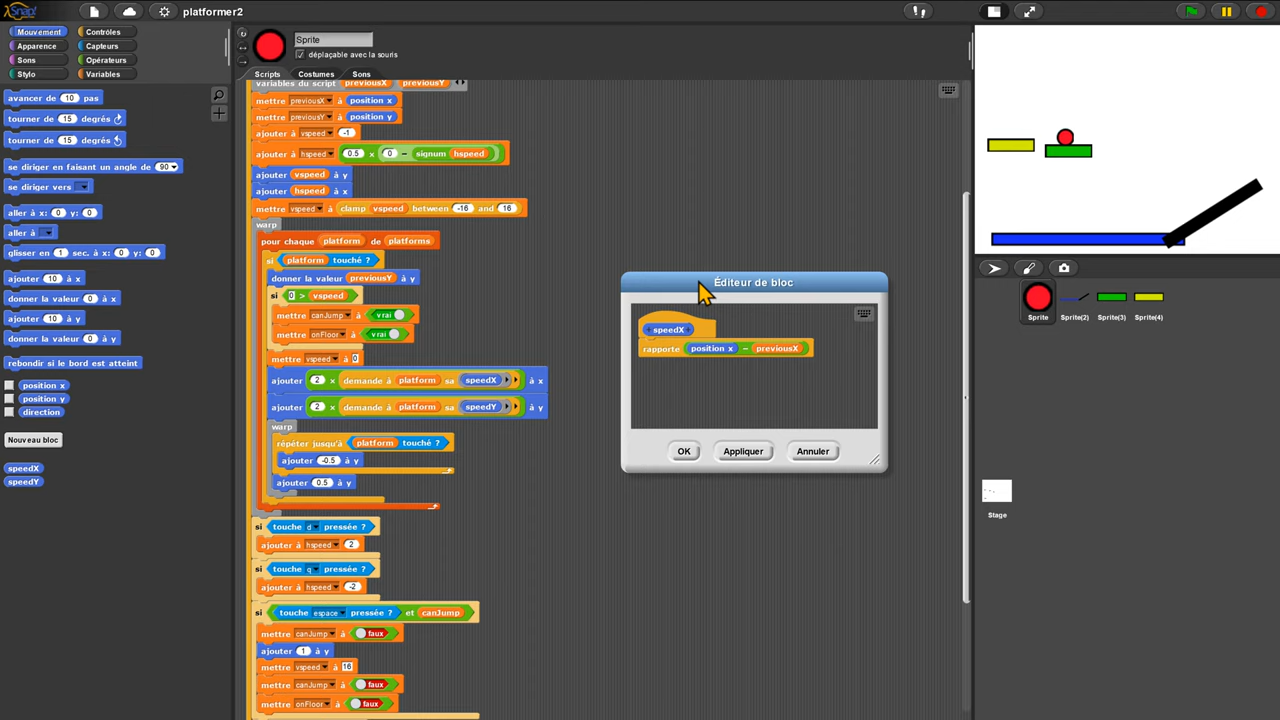 Snap!
platformer2
Mouvement Contrôles
Apparence Capteurs
Sons Opérateurs
Stylo Variables
avancer de 10 pas
tourner de 15 degrés
tourner de 15 degrés
se diriger en faisant un angle de 90
se diriger vers
aller à x: 0 y: 0
aller à
glisser en 1 sec. à x: 0 y: 0
ajouter 10 à x
donner la valeur 0 à x
ajouter 10 à y
donner la valeur 0 à y
rebondir si le bord est atteint
position x
position y
direction
Nouveau bloc
speedX
speedY
Sprite
déplaçable avec la souris
Scripts Costumes Sons
variables du script previousX previousY
mettre previousX à position x
mettre previousY à position y
ajouter à vspeed -1
ajouter à hspeed 0.5 × 0 − signum hspeed
ajouter vspeed à y
ajouter hspeed à x
mettre vspeed à clamp vspeed between -16 and 16
warp
pour chaque platform de platforms
si platform touché ?
donner la valeur previousY à y
si 0 > vspeed
mettre canJump à vrai
mettre onFloor à vrai
mettre vspeed à 0
ajouter 2 × demande à platform sa speedX à x
ajouter 2 × demande à platform sa speedY à y
warp
répéter jusqu'à platform touché ?
ajouter -0.5 à y
ajouter 0.5 à y
si touche d pressée ?
ajouter à hspeed 2
si touche q pressée ?
ajouter à hspeed -2
si touche espace pressée ? et canJump
mettre canJump à faux
ajouter 1 à y
mettre vspeed à 16
mettre canJump à faux
mettre onFloor à faux
Éditeur de bloc
+ speedX +
rapporte position x − previousX
OK Appliquer Annuler
Sprite Sprite(2) Sprite(3) Sprite(4)
Stage